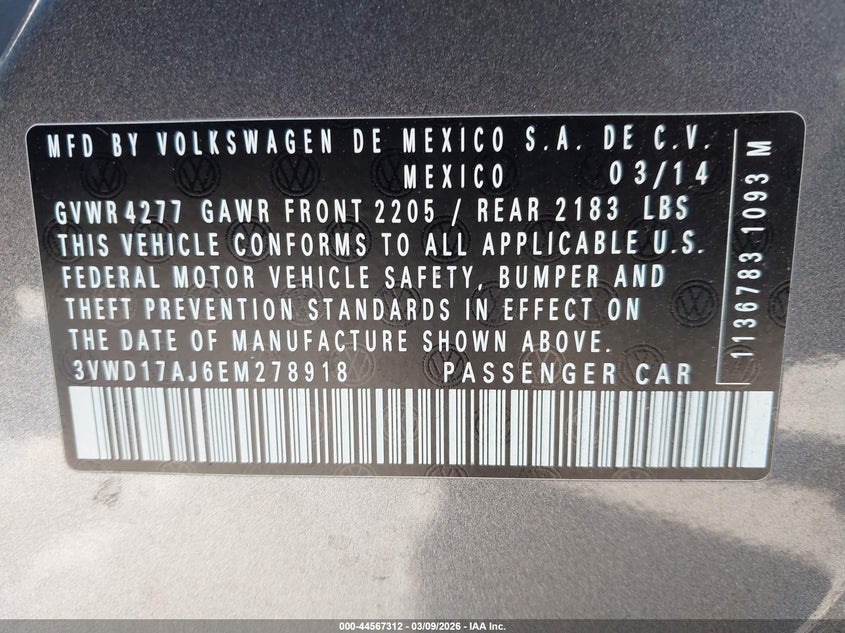 MFD BY VOLKSWAGEN DE MEXICO S.A. DE C.V.
MEXICO 03/14
GVWR 4277 GAWR FRONT 2205 / REAR 2183 LBS
THIS VEHICLE CONFORMS TO ALL APPLICABLE U.S.
FEDERAL MOTOR VEHICLE SAFETY, BUMPER AND
THEFT PREVENTION STANDARDS IN EFFECT ON
THE DATE OF MANUFACTURE SHOWN ABOVE.
3VWD17AJ6EM278918 PASSENGER CAR
1136783 1093 M
000-44567312 - 03/09/2026 - IAA Inc.